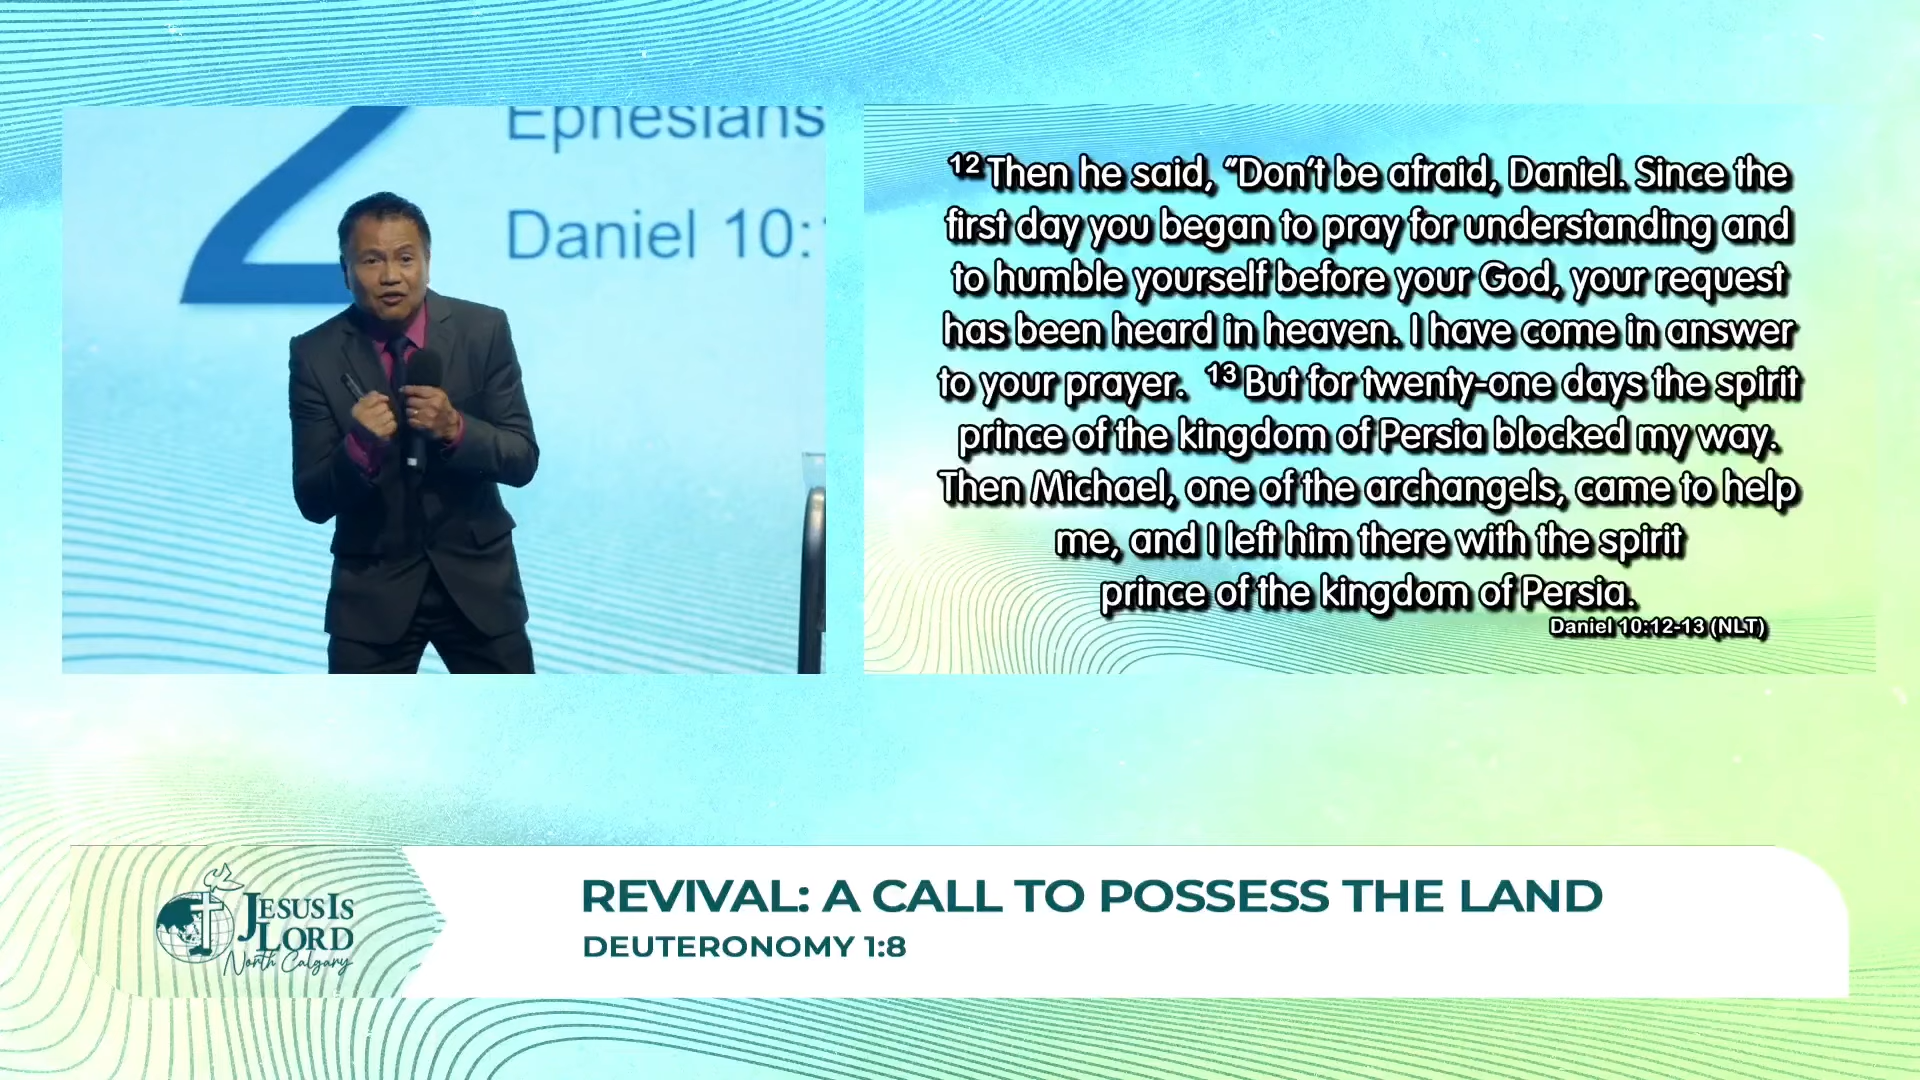 2
Ephesians
Daniel 10:
12 Then he said, “Don’t be afraid, Daniel. Since the
first day you began to pray for understanding and
to humble yourself before your God, your request
has been heard in heaven. I have come in answer
to your prayer. 13 But for twenty-one days the spirit
prince of the kingdom of Persia blocked my way.
Then Michael, one of the archangels, came to help
me, and I left him there with the spirit
prince of the kingdom of Persia.
Daniel 10:12-13 (NLT)
JESUS IS
LORD
North Calgary
REVIVAL: A CALL TO POSSESS THE LAND
DEUTERONOMY 1:8